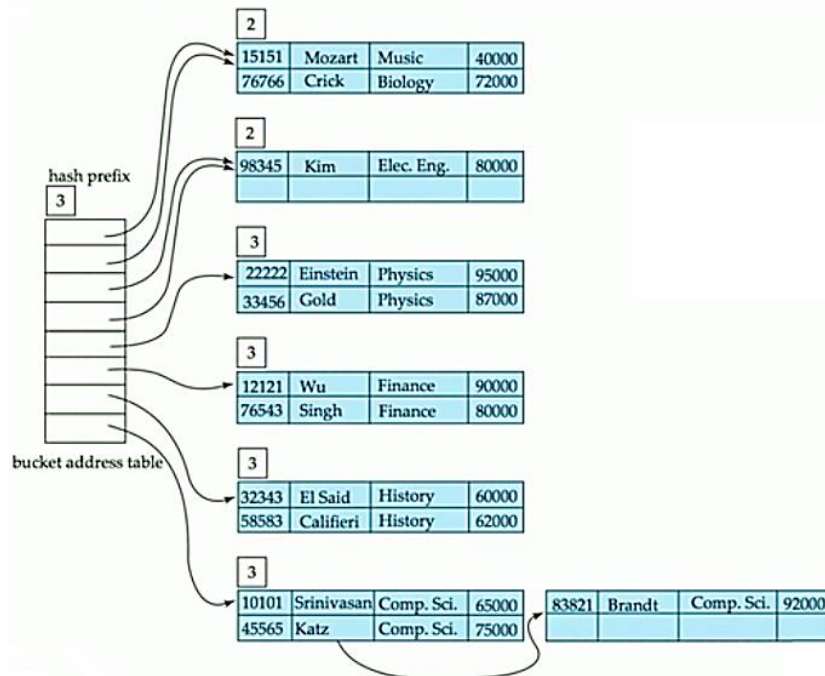 2
15151 Mozart Music 40000
76766 Crick Biology 72000
2
98345 Kim Elec. Eng. 80000
hash prefix
3
3
22222 Einstein Physics 95000
33456 Gold Physics 87000
3
12121 Wu Finance 90000
76543 Singh Finance 80000
bucket address table
3
32343 El Said History 60000
58583 Califieri History 62000
3
10101 Srinivasan Comp. Sci. 65000 83821 Brandt Comp. Sci. 92000
45565 Katz Comp. Sci. 75000